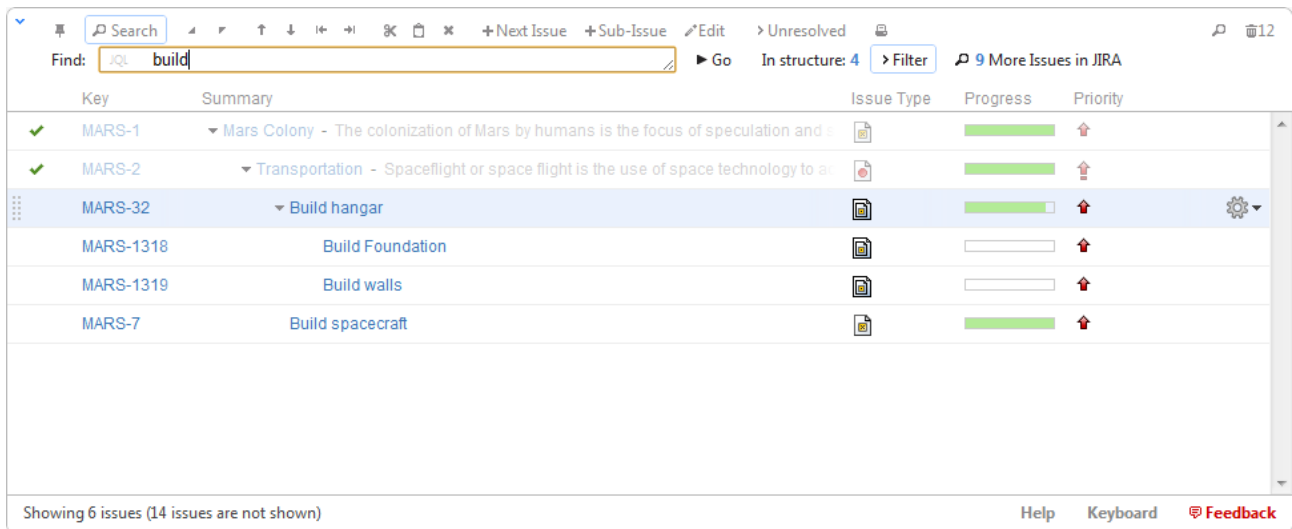 Search +Next Issue +Sub-Issue Edit Unresolved 12
Find: JQL build Go In structure: 4 Filter 9 More Issues in JIRA
Key Summary Issue Type Progress Priority
MARS-1 Mars Colony - The colonization of Mars by humans is the focus of speculation and
MARS-2 Transportation - Spaceflight or space flight is the use of space technology to
MARS-32 Build hangar
MARS-1318 Build Foundation
MARS-1319 Build walls
MARS-7 Build spacecraft
Showing 6 issues (14 issues are not shown) Help Keyboard Feedback